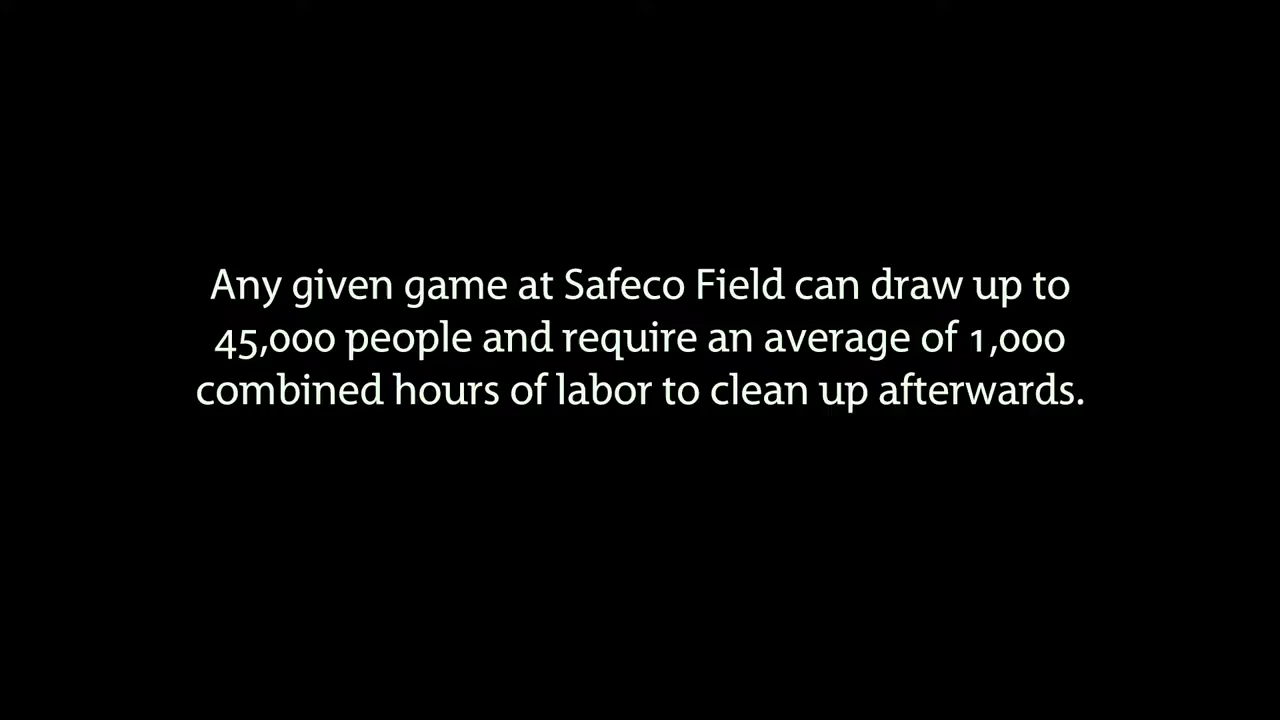 Any given game at Safeco Field can draw up to
45,000 people and require an average of 1,000
combined hours of labor to clean up afterwards.